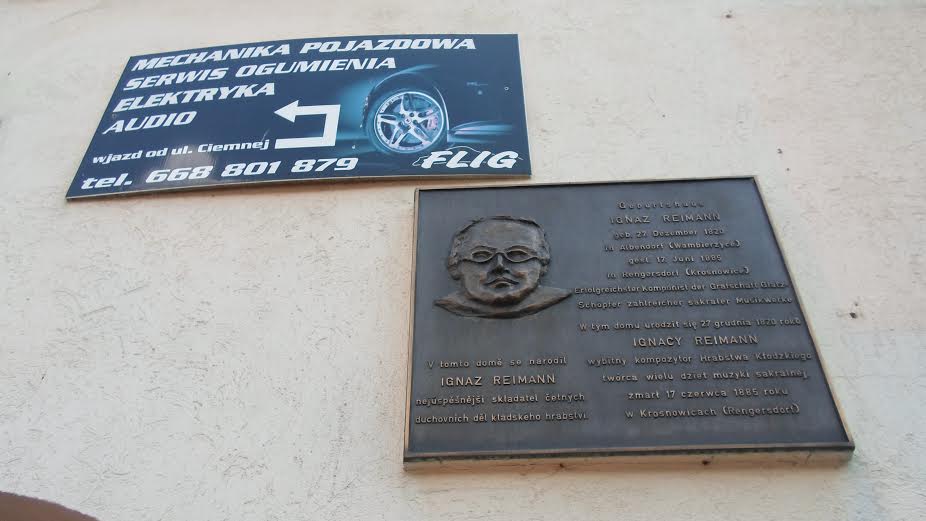 MECHANIKA POJAZDOWA
SERWIS OGUMIENIA
ELEKTRYKA
AUDIO
wjazd od ul. Ciemnej
tel. 668 801 879
FLIG
Geburtshaus
IGNAZ REIMANN
geb. 27. Dezember 1820
in Albendorf (Wambierzyce)
gest. 17. Juni 1885
in Rengersdorf (Krosnowice)
Erfolgreichster Komponist der Grafschaft Glatz
Schöpfer zahlreicher sakraler Musikwerke
W tym domu urodził się 27 grudnia 1820 roku
IGNACY REIMANN
wybitny kompozytor Hrabstwa Kłodzkiego
twórca wielu dzieł muzyki sakralnej,
zmarł 17 czerwca 1885 roku
w Krosnowicach (Rengersdorf)
V tomto domě se narodil
IGNAZ REIMANN
nejúspěšnější skladatel četných
duchovních děl kladského hrabství.